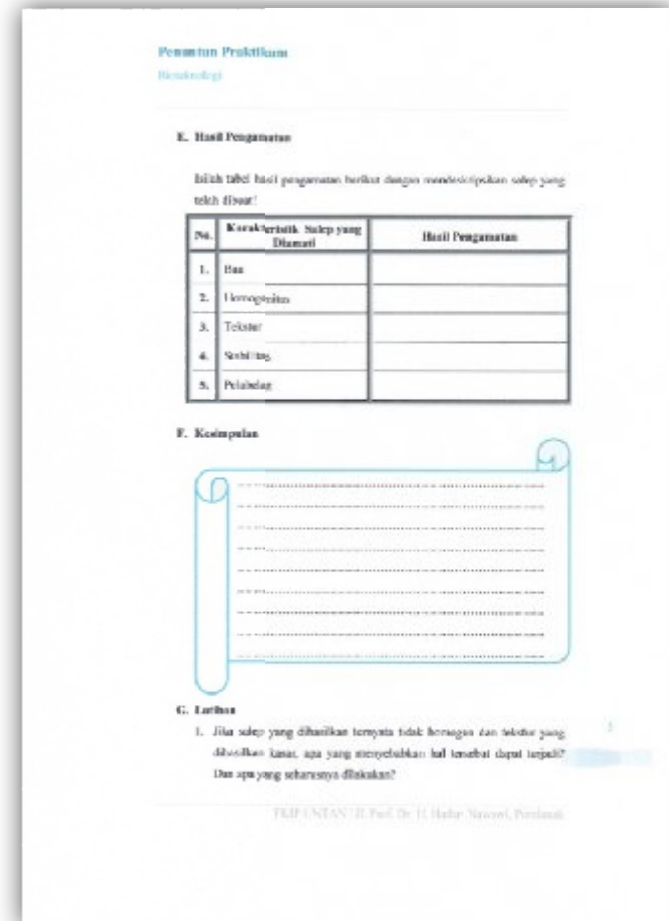 Penuntun Praktikum
Bioteknologi
E. Hasil Pengamatan
Isilah tabel hasil pengamatan berikut dengan mendeskripsikan salep yang
telah dibuat!
No. Karakteristik Salep yang Diamati Hasil Pengamatan
1. Bau
2. Homogenitas
3. Tekstur
4. Stabilitas
5. Pelabelan
F. Kesimpulan
G. Latihan
1. Jika salep yang dihasilkan ternyata tidak homogen dan tekstur yang
dihasilkan kasar, apa yang menyebabkan hal tersebut dapat terjadi?
Dan apa yang seharusnya dilakukan?
FKIP UNTAN Jl. Prof. Dr. H. Hadar Nawawi, Pontianak